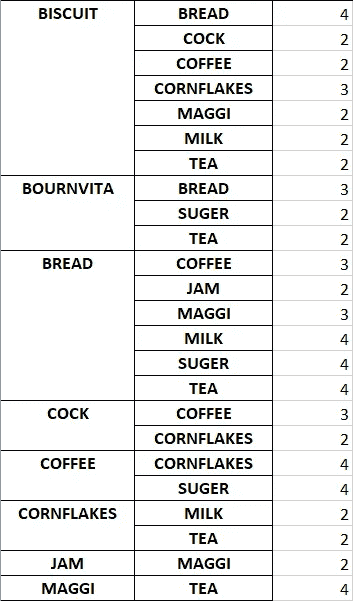 BISCUIT BREAD 4
COCK 2
COFFEE 2
CORNFLAKES 3
MAGGI 2
MILK 2
TEA 2
BOURNVITA BREAD 3
SUGER 2
TEA 2
BREAD COFFEE 3
JAM 2
MAGGI 3
MILK 4
SUGER 4
TEA 4
COCK COFFEE 3
CORNFLAKES 2
COFFEE CORNFLAKES 4
SUGER 4
CORNFLAKES MILK 2
TEA 2
JAM MAGGI 2
MAGGI TEA 4